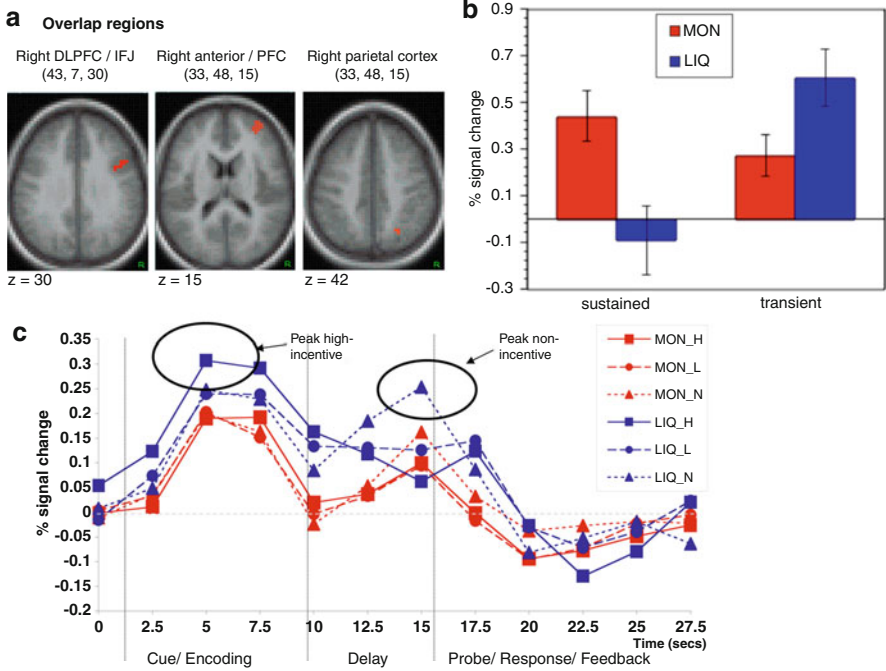 a Overlap regions
Right DLPFC / IFJ
(43, 7, 30)
Right anterior / PFC
(33, 48, 15)
Right parietal cortex
(33, 48, 15)
R
R
R
z = 30
z = 15
z = 42
b
0.9
0.7
0.5
0.3
0.1
-0.1
-0.3
% signal change
MON
LIQ
sustained
transient
c
0.35
0.3
0.25
0.2
0.15
0.1
0.05
0
-0.05
-0.1
-0.15
-0.2
% signal change
Peak high-
incentive
Peak non-
incentive
MON_H
MON_L
MON_N
LIQ_H
LIQ_L
LIQ_N
0 2.5 5 7.5 10 12.5 15 17.5 20 22.5 25 27.5
Time (secs)
Cue/ Encoding
Delay
Probe/ Response/ Feedback